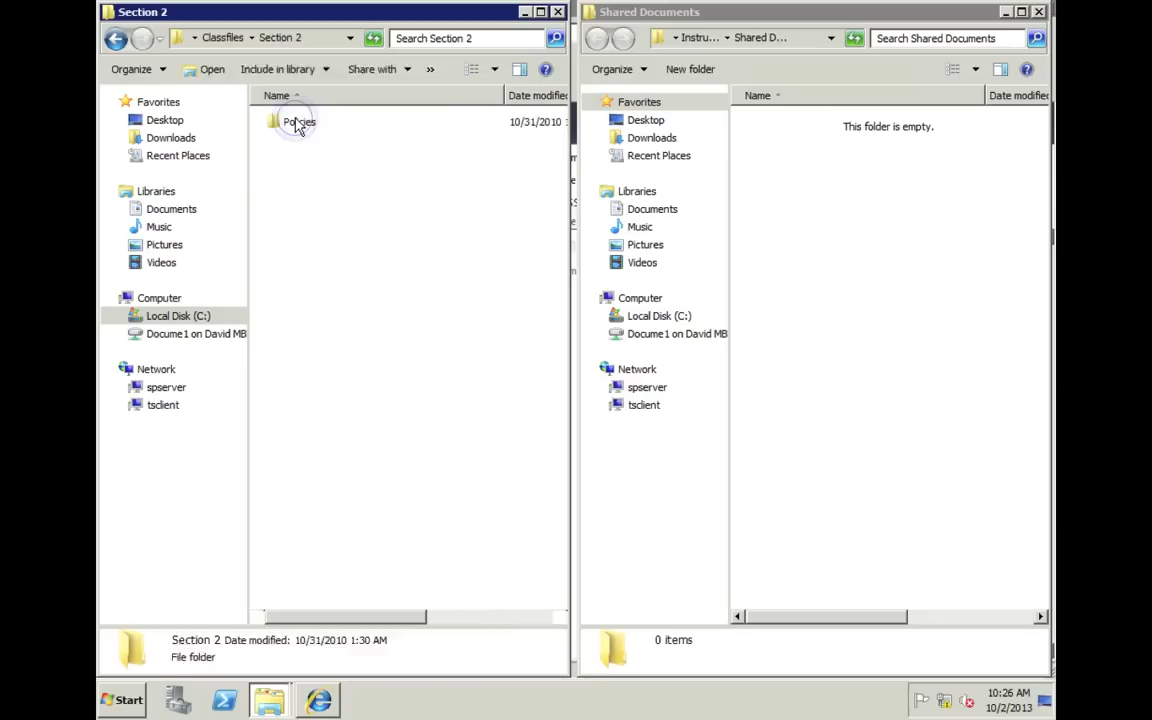 Section 2
Classfiles
Section 2
Search Section 2
Organize
Open
Include in library
Share with
»
Name
Date modified
10/31/2010
Favorites
Desktop
Downloads
Recent Places
Libraries
Documents
Music
Pictures
Videos
Computer
Local Disk (C:)
Docume1 on David MB
Network
spserver
tsclient
Section 2 Date modified: 10/31/2010 1:30 AM
File folder
Shared Documents
Instru...
Shared D...
Search Shared Documents
Organize
New folder
Name
Date modified
This folder is empty.
Favorites
Desktop
Downloads
Recent Places
Libraries
Documents
Music
Pictures
Videos
Computer
Local Disk (C:)
Docume1 on David MB
Network
spserver
tsclient
0 items
Start
10:26 AM
10/2/2013